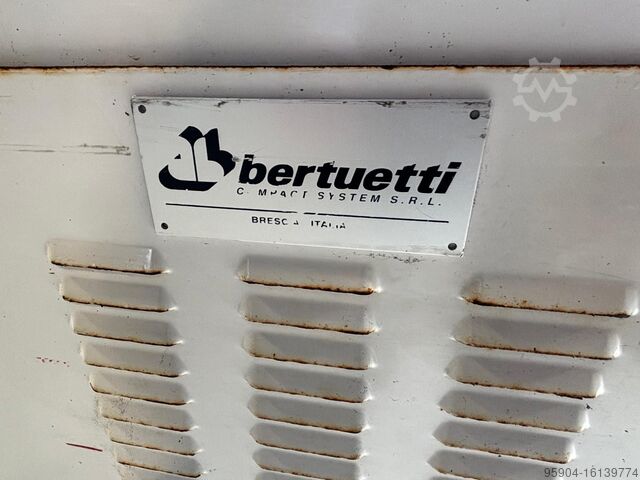 bertuetti
COMPACT SYSTEM S.R.L.
BRESCIA ITALIA
95904-16139774